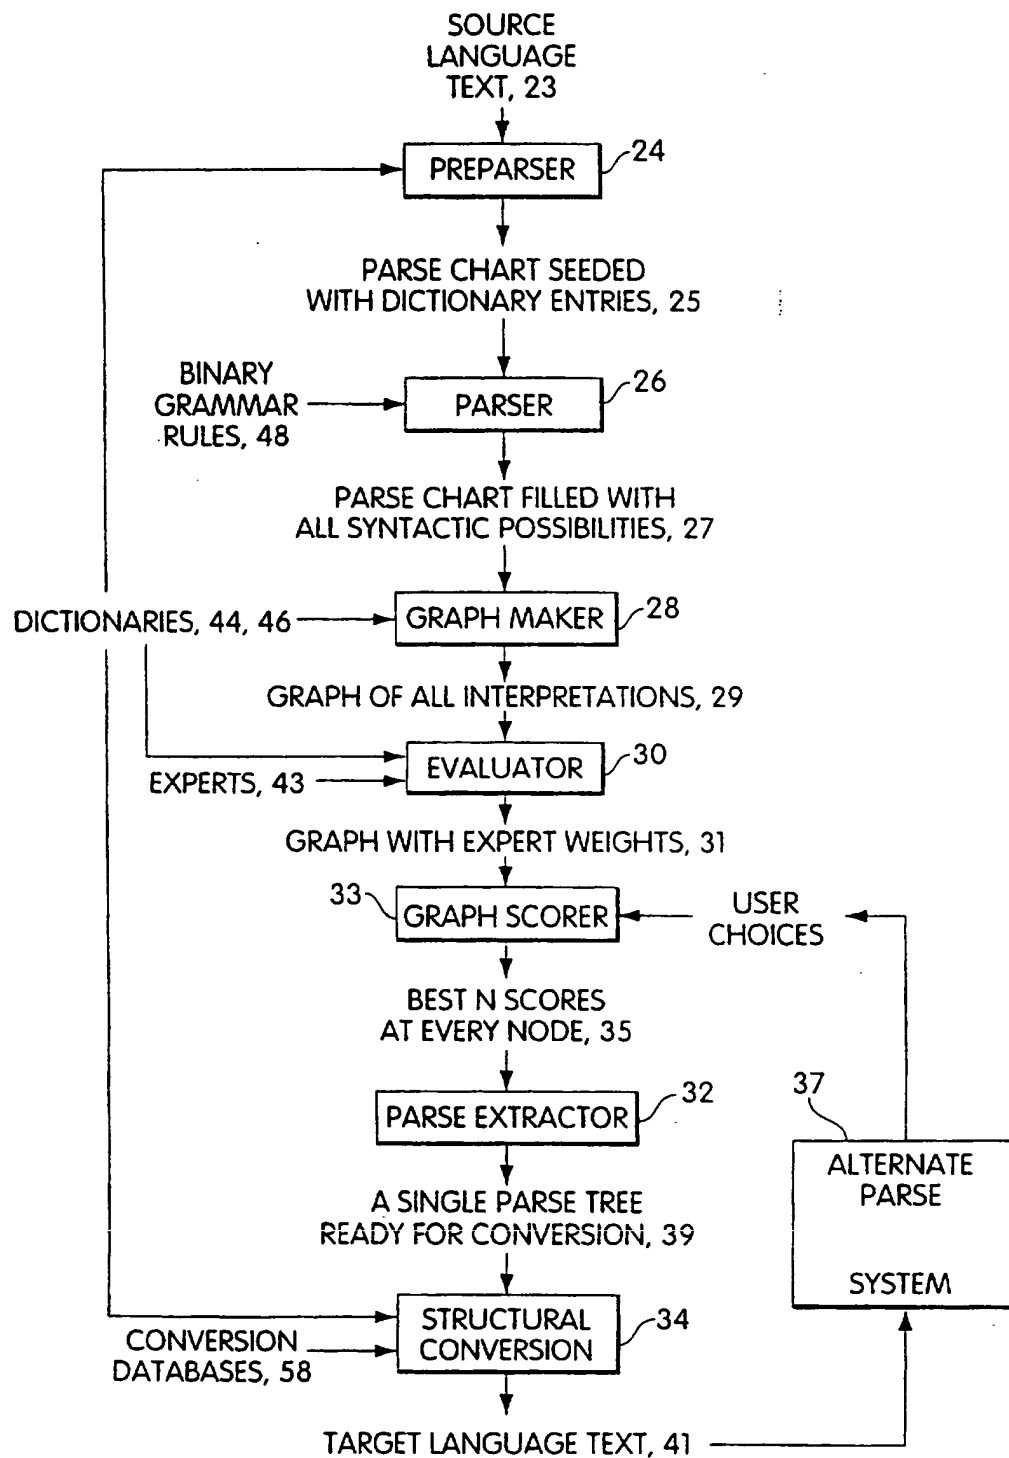 SOURCE
LANGUAGE
TEXT, 23
PREPARSER
24
PARSE CHART SEEDED
WITH DICTIONARY ENTRIES, 25
BINARY
GRAMMAR
RULES, 48
PARSER
26
PARSE CHART FILLED WITH
ALL SYNTACTIC POSSIBILITIES, 27
DICTIONARIES, 44, 46
GRAPH MAKER
28
GRAPH OF ALL INTERPRETATIONS, 29
EVALUATOR
30
EXPERTS, 43
GRAPH WITH EXPERT WEIGHTS, 31
33
GRAPH SCORER
USER
CHOICES
BEST N SCORES
AT EVERY NODE, 35
PARSE EXTRACTOR
32
37
ALTERNATE
PARSE
SYSTEM
A SINGLE PARSE TREE
READY FOR CONVERSION, 39
STRUCTURAL
CONVERSION
34
CONVERSION
DATABASES, 58
TARGET LANGUAGE TEXT, 41